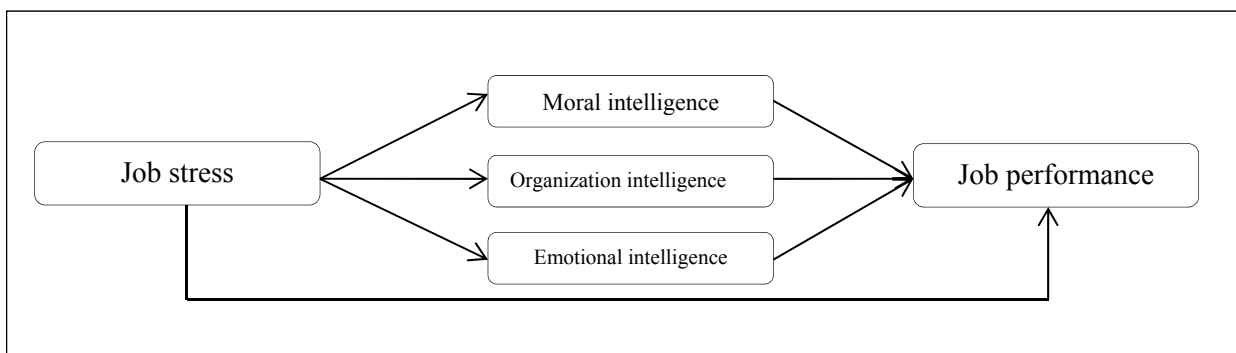 Moral intelligence
Job stress
Organization intelligence
Job performance
Emotional intelligence